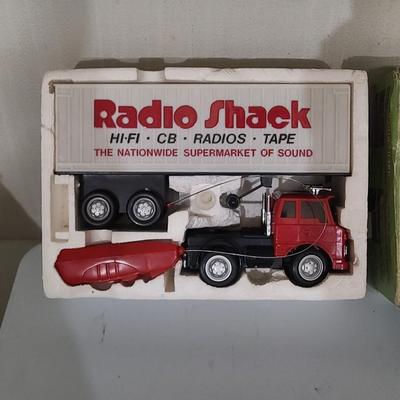 Radio Shack
HI-FI · CB · RADIOS · TAPE
THE NATIONWIDE SUPERMARKET OF SOUND